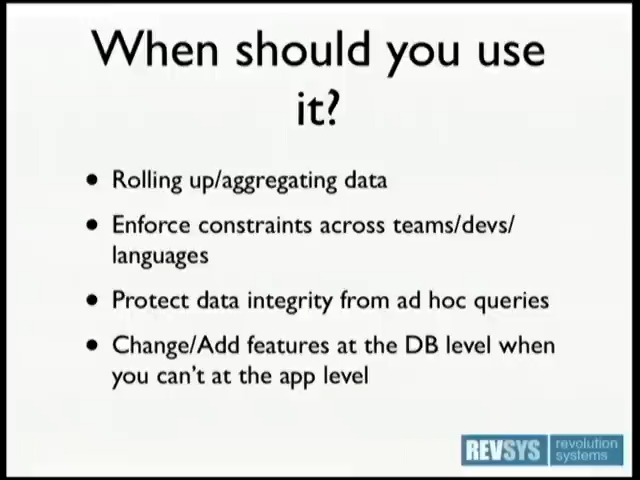 When should you use
it?
• Rolling up/aggregating data
• Enforce constraints across teams/devs/
languages
• Protect data integrity from ad hoc queries
• Change/Add features at the DB level when
you can't at the app level
REVSYS revolution
systems